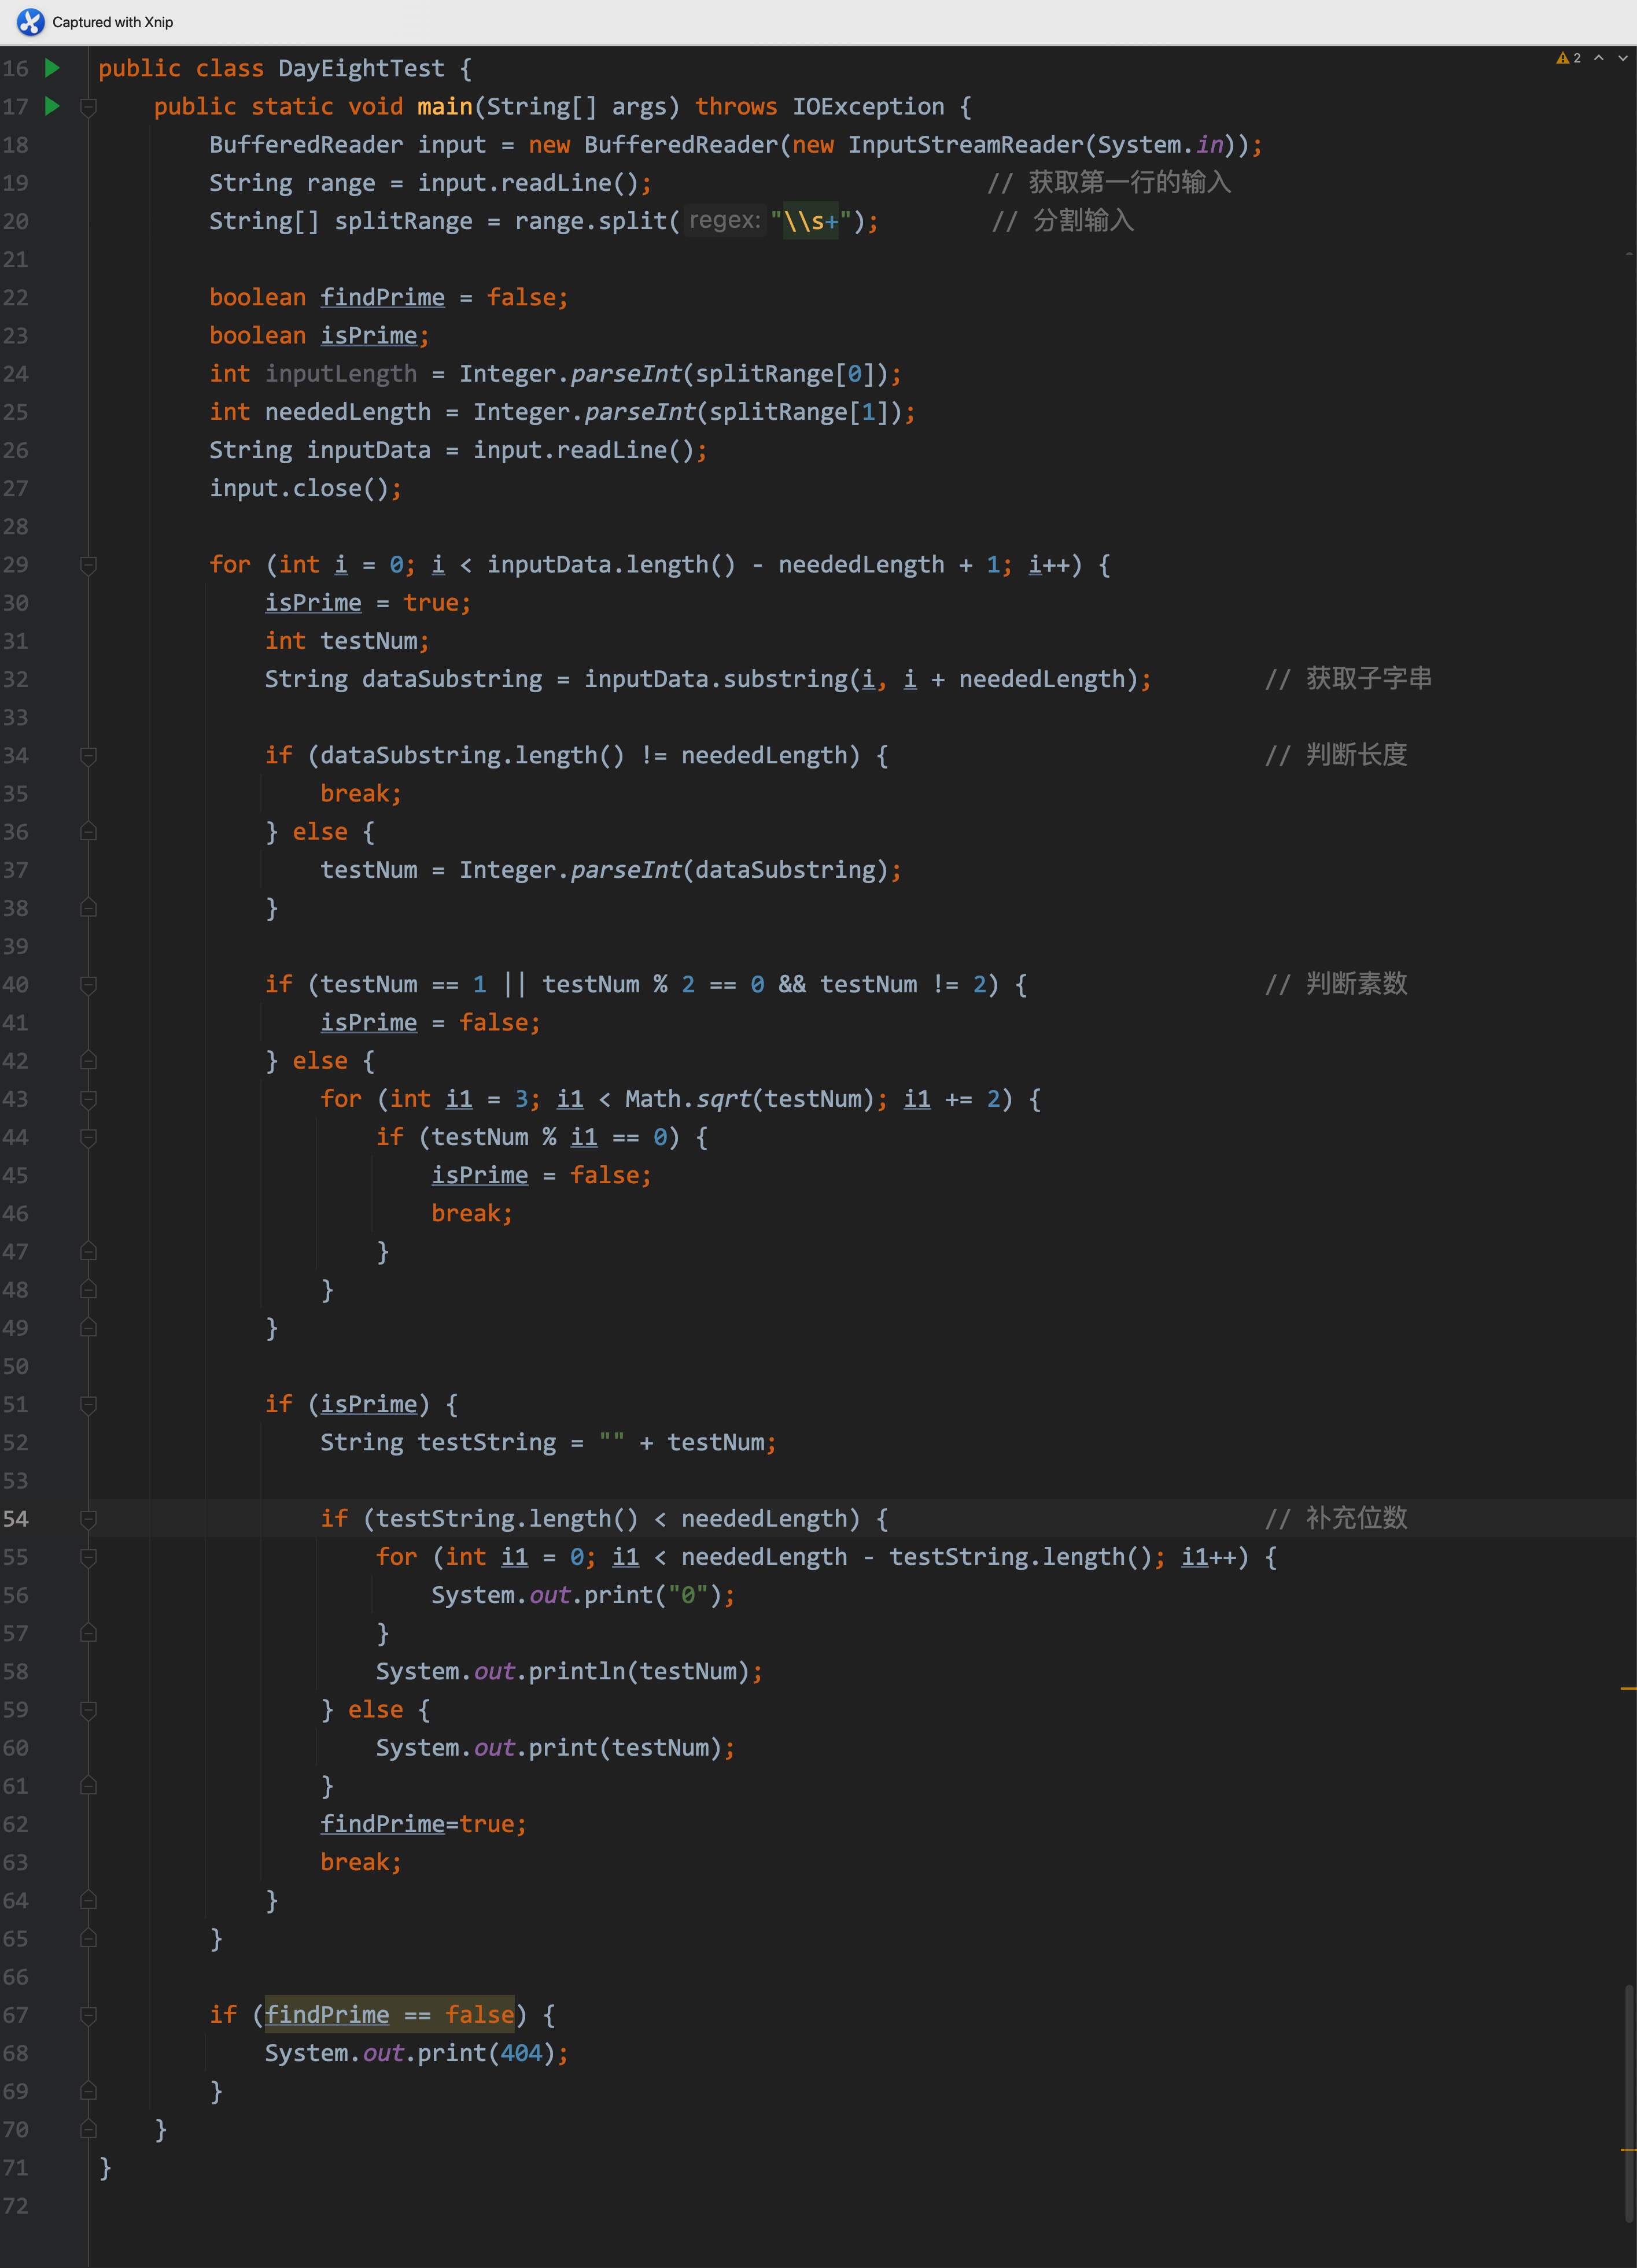 Captured with Xnip
2
16 public class DayEightTest {
17 public static void main(String[] args) throws IOException {
18 BufferedReader input = new BufferedReader(new InputStreamReader(System.in));
19 String range = input.readLine(); // 获取第一行的输入
20 String[] splitRange = range.split( regex: "\\s+"); // 分割输入
21
22 boolean findPrime = false;
23 boolean isPrime;
24 int inputLength = Integer.parseInt(splitRange[0]);
25 int neededLength = Integer.parseInt(splitRange[1]);
26 String inputData = input.readLine();
27 input.close();
28
29 for (int i = 0; i < inputData.length() - neededLength + 1; i++) {
30 isPrime = true;
31 int testNum;
32 String dataSubstring = inputData.substring(i, i + neededLength); // 获取子字串
33
34 if (dataSubstring.length() != neededLength) { // 判断长度
35 break;
36 } else {
37 testNum = Integer.parseInt(dataSubstring);
38 }
39
40 if (testNum == 1 || testNum % 2 == 0 && testNum != 2) { // 判断素数
41 isPrime = false;
42 } else {
43 for (int i1 = 3; i1 < Math.sqrt(testNum); i1 += 2) {
44 if (testNum % i1 == 0) {
45 isPrime = false;
46 break;
47 }
48 }
49 }
50
51 if (isPrime) {
52 String testString = "" + testNum;
53
54 if (testString.length() < neededLength) { // 补充位数
55 for (int i1 = 0; i1 < neededLength - testString.length(); i1++) {
56 System.out.print("0");
57 }
58 System.out.println(testNum);
59 } else {
60 System.out.print(testNum);
61 }
62 findPrime=true;
63 break;
64 }
65 }
66
67 if (findPrime == false) {
68 System.out.print(404);
69 }
70 }
71 }
72